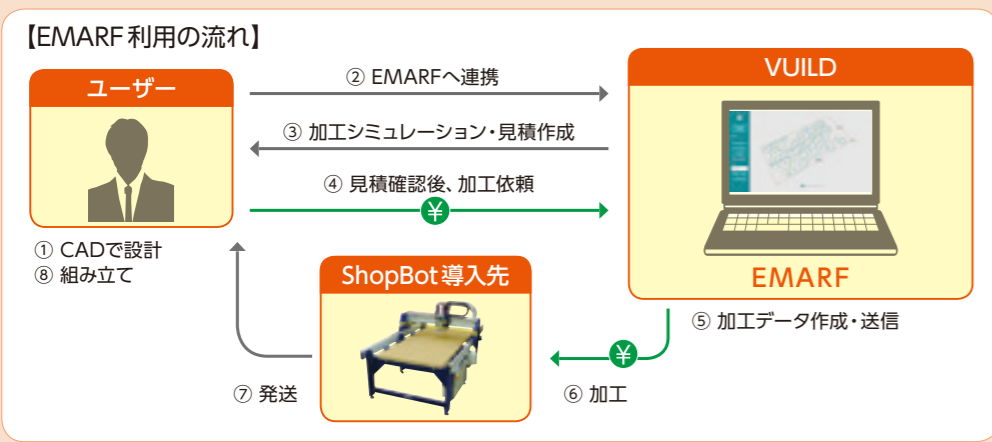 【EMARF利用の流れ】
ユーザー
② EMARFへ連携
③ 加工シミュレーション・見積作成
④ 見積確認後、加工依頼
¥
VUILD
EMARF
① CADで設計
⑧ 組み立て
ShopBot導入先
⑤ 加工データ作成・送信
¥
⑦ 発送
⑥ 加工